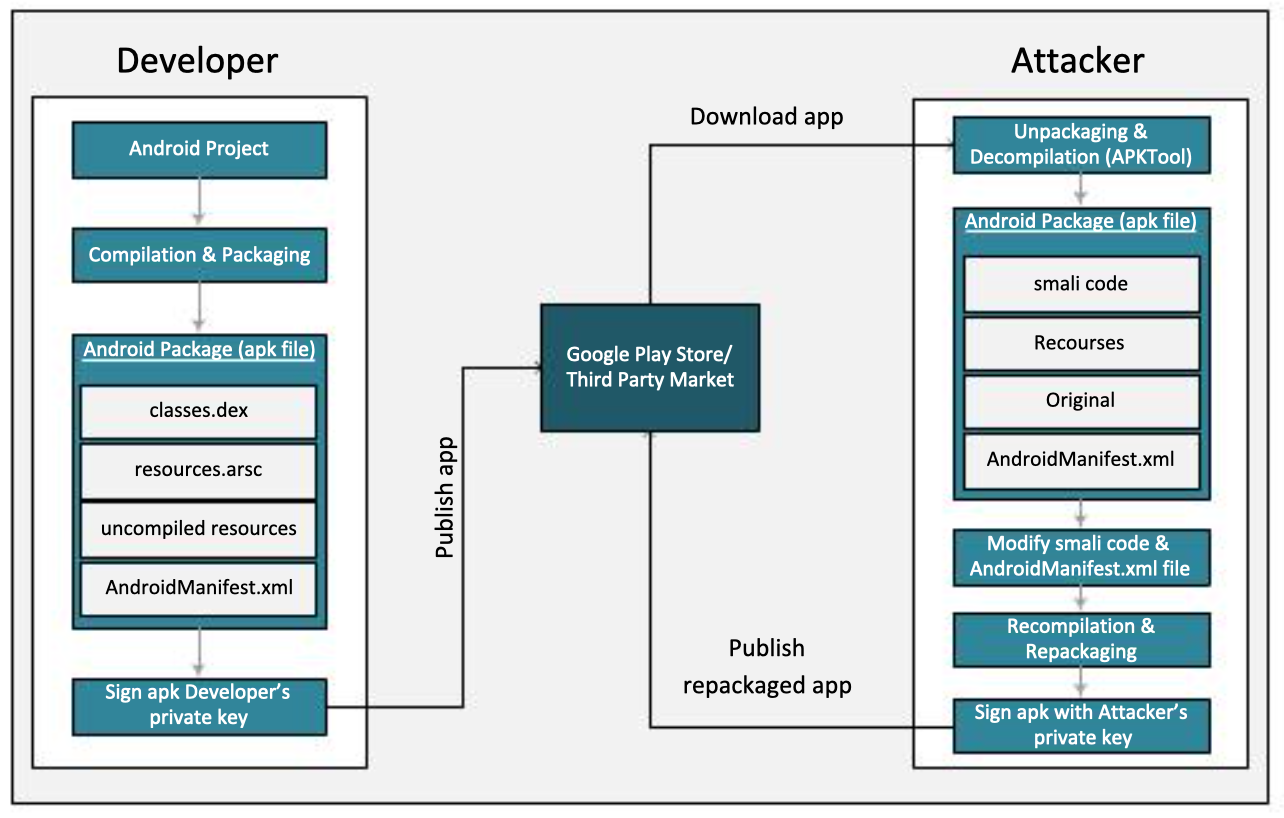 Developer
Android Project
Compilation & Packaging
Android Package (apk file)
classes.dex
resources.arsc
uncompiled resources
AndroidManifest.xml
Sign apk Developer's
private key
Publish app
Google Play Store/
Third Party Market
Download app
Publish
repackaged app
Attacker
Unpackaging &
Decompilation (APKTool)
Android Package (apk file)
smali code
Recourses
Original
AndroidManifest.xml
Modify smali code &
AndroidManifest.xml file
Recompilation &
Repackaging
Sign apk with Attacker's
private key